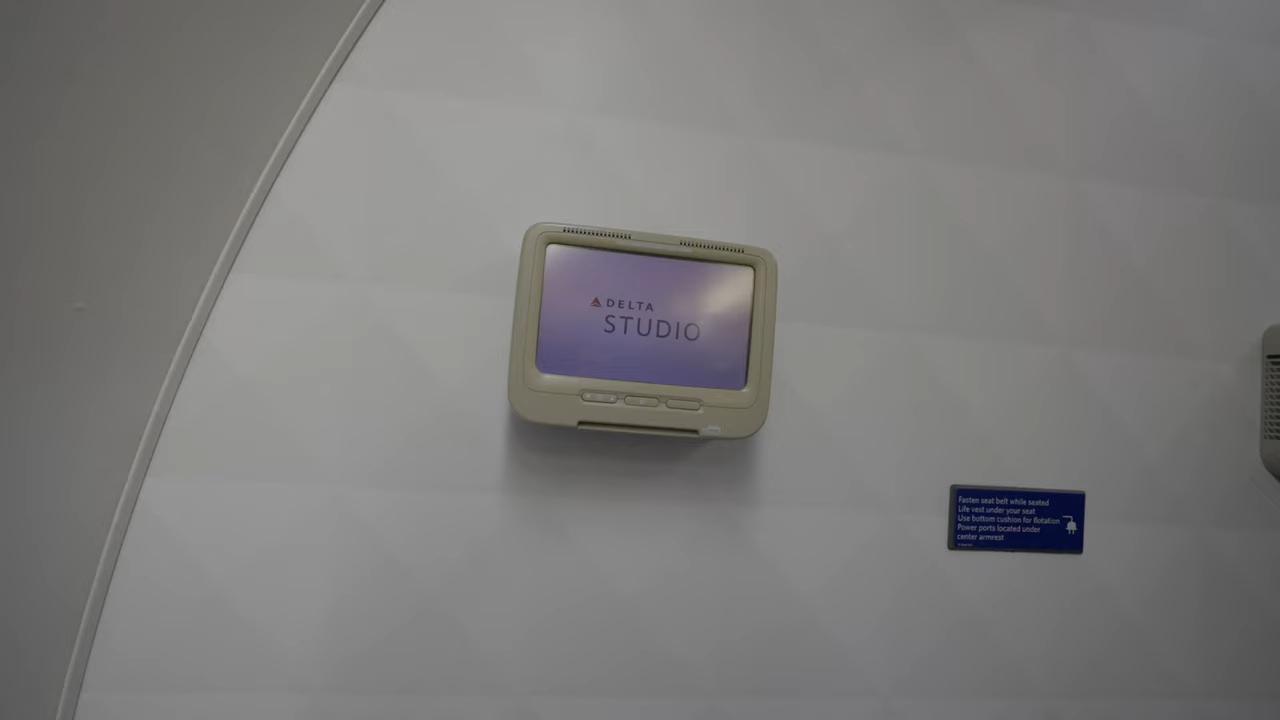 DELTA
STUDIO
Fasten seat belt while seated
Life vest under your seat
Use bottom cushion for flotation
Power ports located under
center armrest